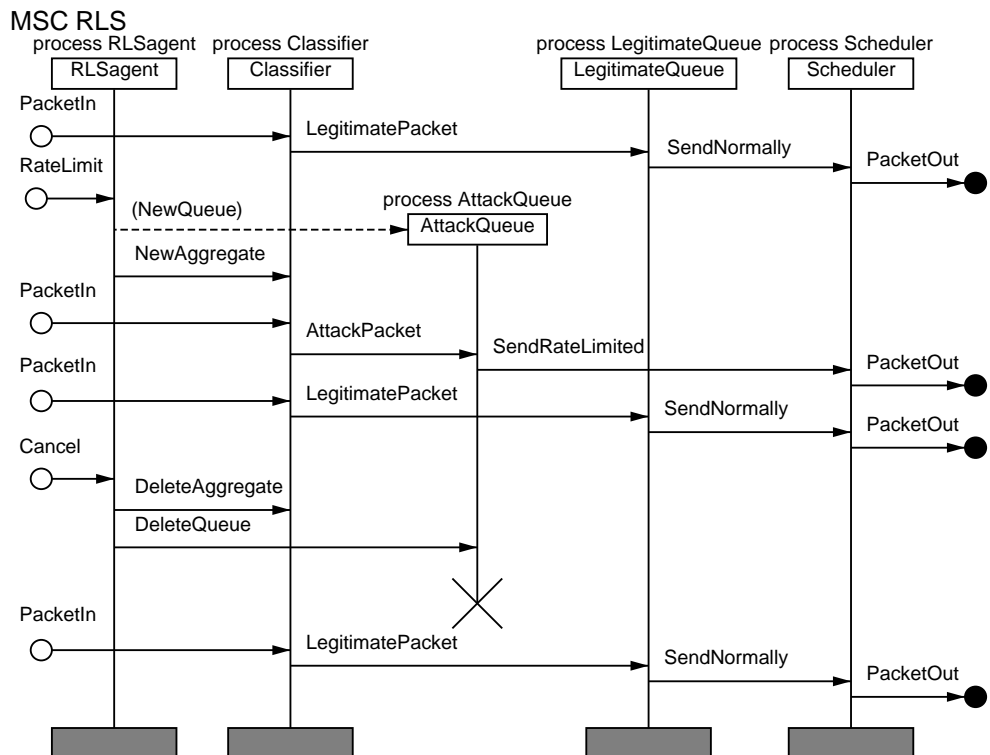 MSC RLS
process RLSagent
process Classifier
process LegitimateQueue
process Scheduler
RLSagent
Classifier
LegitimateQueue
Scheduler
PacketIn
LegitimatePacket
SendNormally
PacketOut
RateLimit
(NewQueue)
process AttackQueue
AttackQueue
NewAggregate
PacketIn
AttackPacket
SendRateLimited
PacketOut
PacketIn
LegitimatePacket
SendNormally
PacketOut
Cancel
DeleteAggregate
DeleteQueue
PacketIn
LegitimatePacket
SendNormally
PacketOut